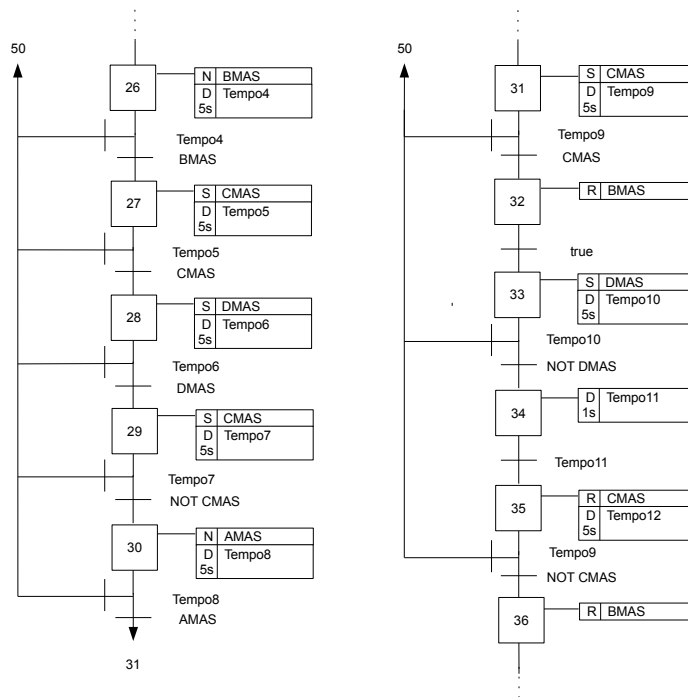 50
26
N BMAS
D Tempo4
5s
Tempo4
BMAS
27
S CMAS
D Tempo5
5s
Tempo5
CMAS
28
S DMAS
D Tempo6
5s
Tempo6
DMAS
29
S CMAS
D Tempo7
5s
Tempo7
NOT CMAS
30
N AMAS
D Tempo8
5s
Tempo8
AMAS
31
50
31
S CMAS
D Tempo9
5s
Tempo9
CMAS
32
R BMAS
true
33
S DMAS
D Tempo10
5s
Tempo10
NOT DMAS
34
D Tempo11
1s
Tempo11
35
R CMAS
D Tempo12
5s
Tempo9
NOT CMAS
36
R BMAS